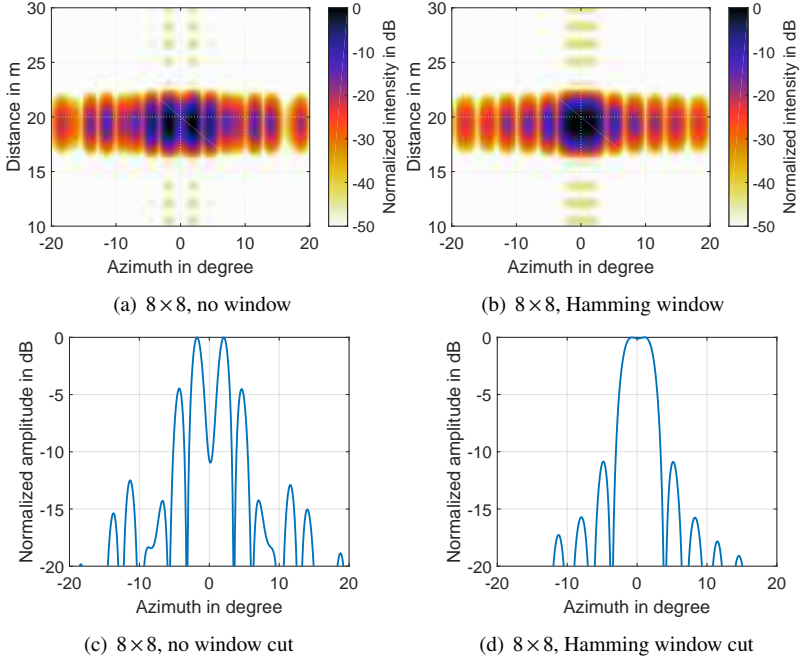 30
25
20
15
10
Distance in m
-20 -10 0 10 20
Azimuth in degree
0
-10
-20
-30
-40
-50
Normalized intensity in dB
(a) 8×8, no window
30
25
20
15
10
Distance in m
-20 -10 0 10 20
Azimuth in degree
0
-10
-20
-30
-40
-50
Normalized intensity in dB
(b) 8×8, Hamming window
0
-5
-10
-15
-20
Normalized amplitude in dB
-20 -10 0 10 20
Azimuth in degree
(c) 8×8, no window cut
0
-5
-10
-15
-20
Normalized amplitude in dB
-10 0 10 20
Azimuth in degree
(d) 8×8, Hamming window cut